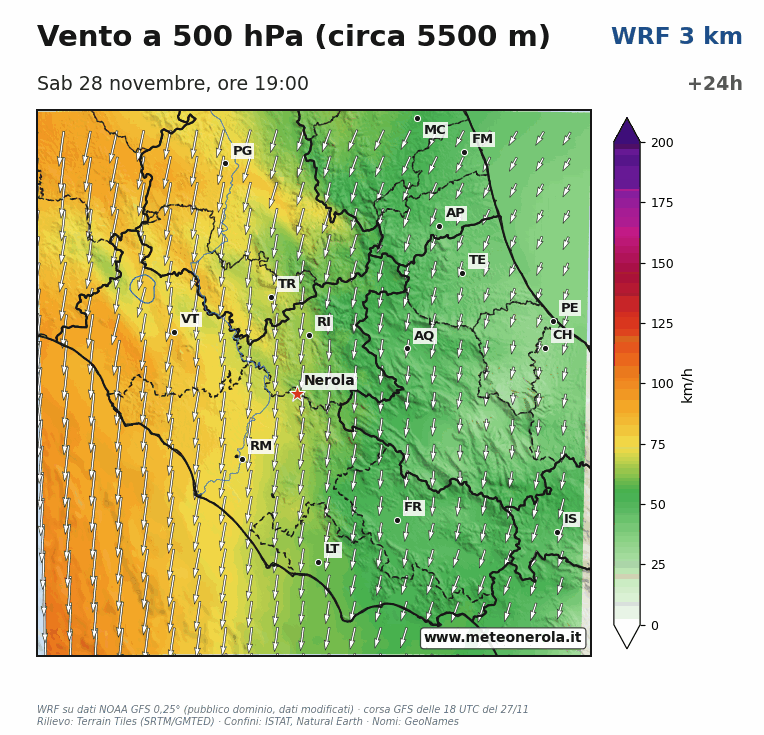 Vento a 500 hPa (circa 5500 m)
WRF 3 km
Sab 28 novembre, ore 19:00
+24h
MC
FM
PG
AP
TE
TR
PE
VT
RI
AQ
CH
Nerola
RM
FR
IS
LT
www.meteonerola.it
200
175
150
125
100
75
50
25
0
km/h
WRF su dati NOAA GFS 0,25° (pubblico dominio, dati modificati) · corsa GFS delle 18 UTC del 27/11
Rilievo: Terrain Tiles (SRTM/GMTED) · Confini: ISTAT, Natural Earth · Nomi: GeoNames